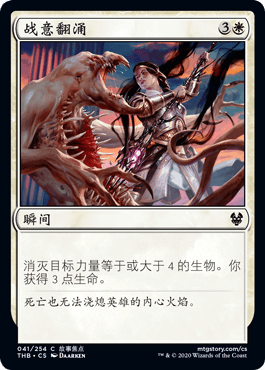 战意翻涌 3
瞬间
消灭目标力量等于或大于 4 的生物。你
获得 3 点生命。
死亡也无法浇熄英雄的内心火焰。
041/254 C 故事焦点
THB • CS DAARKEN
mtgstory.com/cs
™ & © 2020 Wizards of the Coast